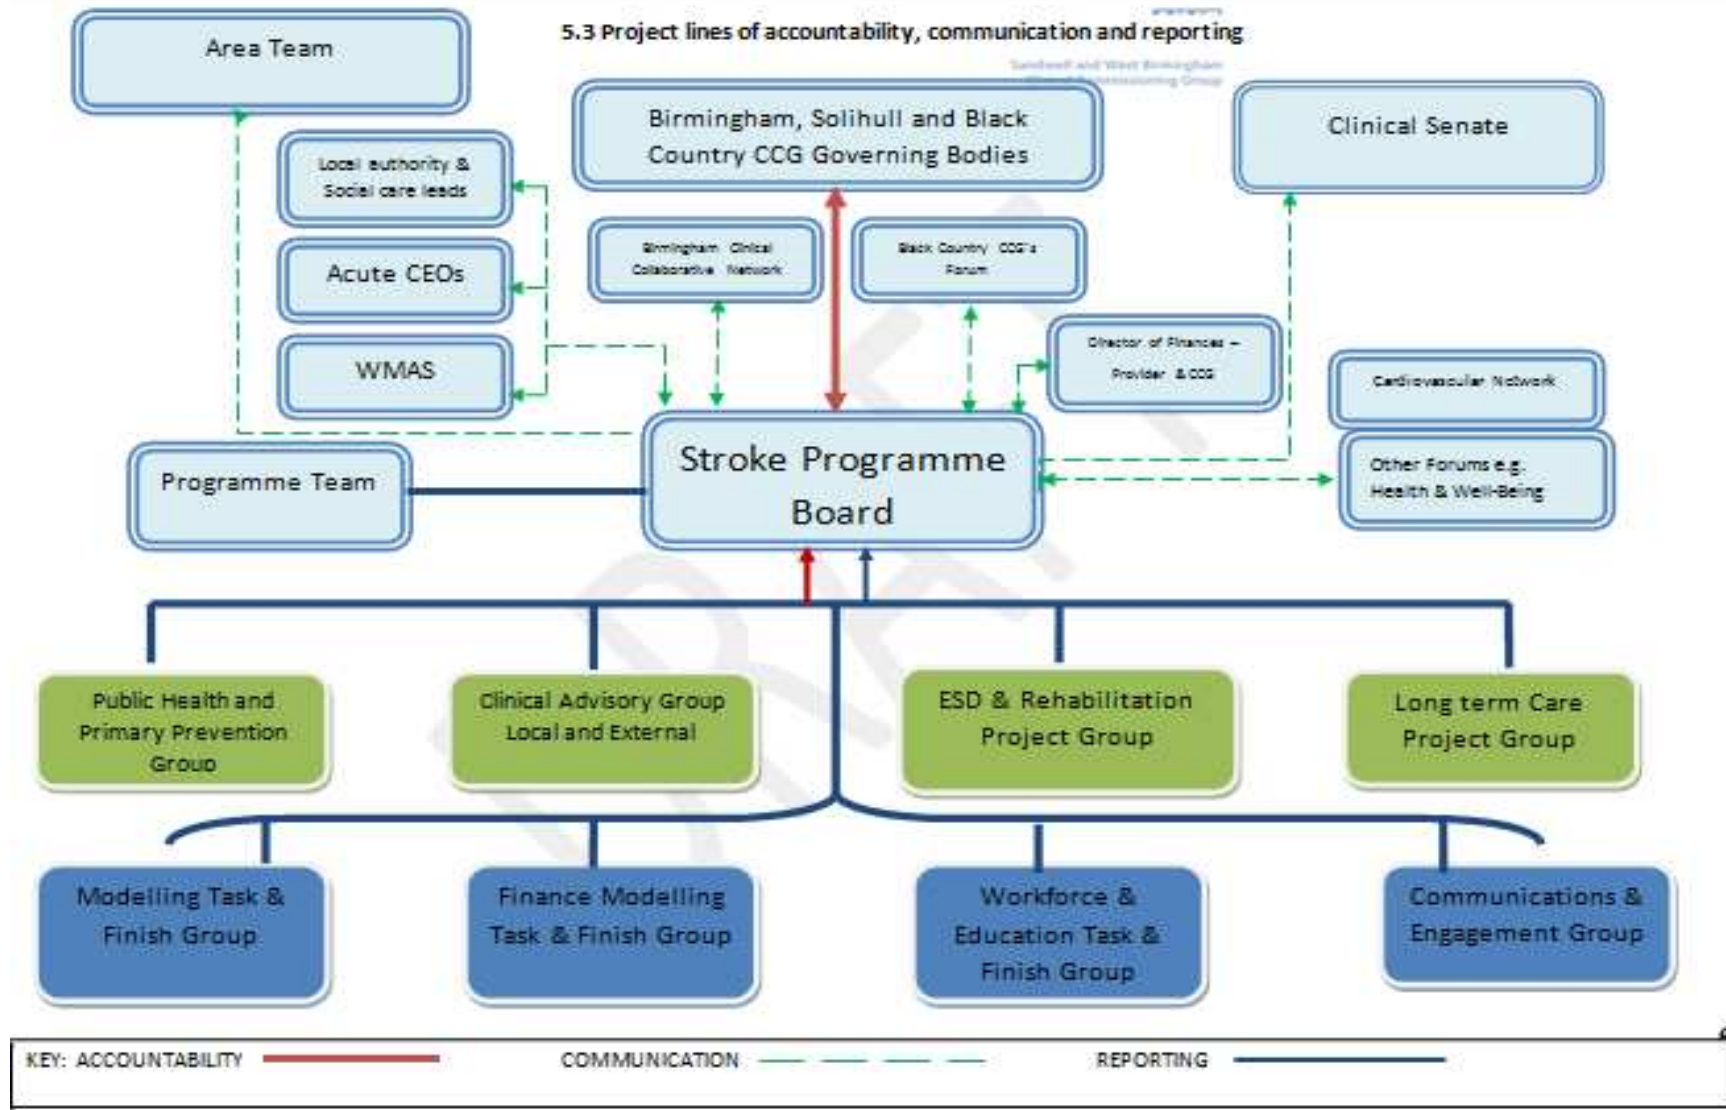 5.3 Project lines of accountability, communication and reporting
Sandwell and West Birmingham
Area Team
Birmingham, Solihull and Black
Country CCG Governing Bodies
Clinical Senate
Local authority &
Social care leads
Acute CEOs
WMAS
Birmingham Clinical
Collaborative Network
Black Country CCG's
Forum
Director of Finances –
Provider & CCG
Cardiovascular Network
Other Forums e.g.
Health & Well-Being
Programme Team
Stroke Programme
Board
Public Health and
Primary Prevention
Group
Clinical Advisory Group
Local and External
ESD & Rehabilitation
Project Group
Long term Care
Project Group
Modelling Task &
Finish Group
Finance Modelling
Task & Finish Group
Workforce &
Education Task &
Finish Group
Communications &
Engagement Group
DRAFT
KEY: ACCOUNTABILITY
COMMUNICATION
REPORTING